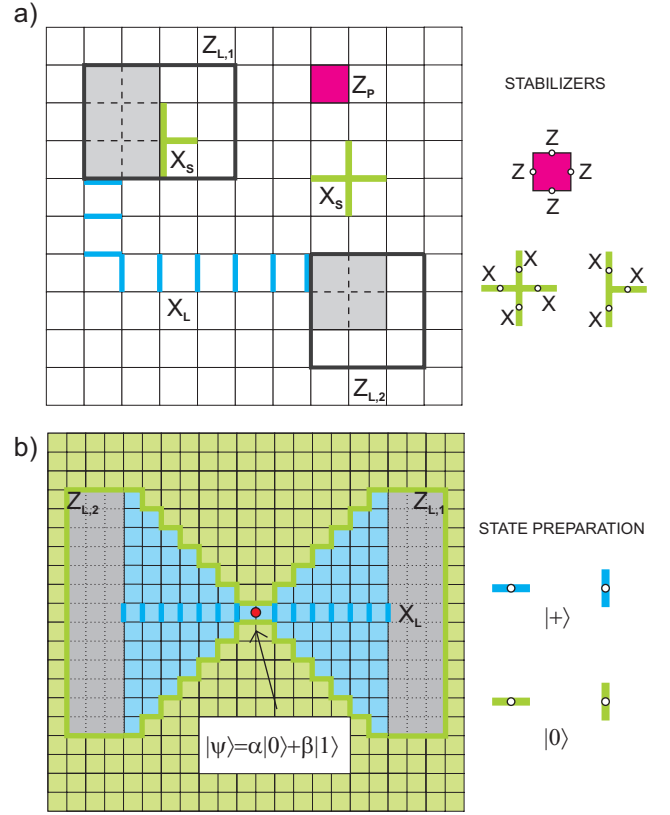 a)
Z_L,1
Z_P
X_S
X_S
X_L
Z_L,2
STABILIZERS
Z
Z Z
Z
X X
X X
X
X
X
b)
Z_L,2 Z_L,1
X_L
|ψ⟩=α|0⟩+β|1⟩
STATE PREPARATION
|+⟩
|0⟩